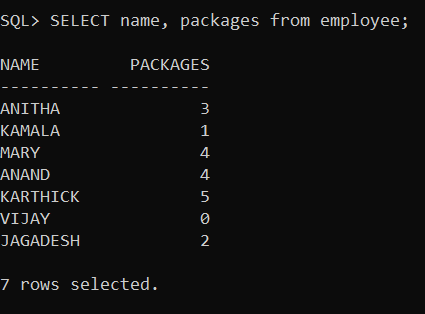 SQL> SELECT name, packages from employee;
NAME PACKAGES
---------- ----------
ANITHA 3
KAMALA 1
MARY 4
ANAND 4
KARTHICK 5
VIJAY 0
JAGADESH 2
7 rows selected.